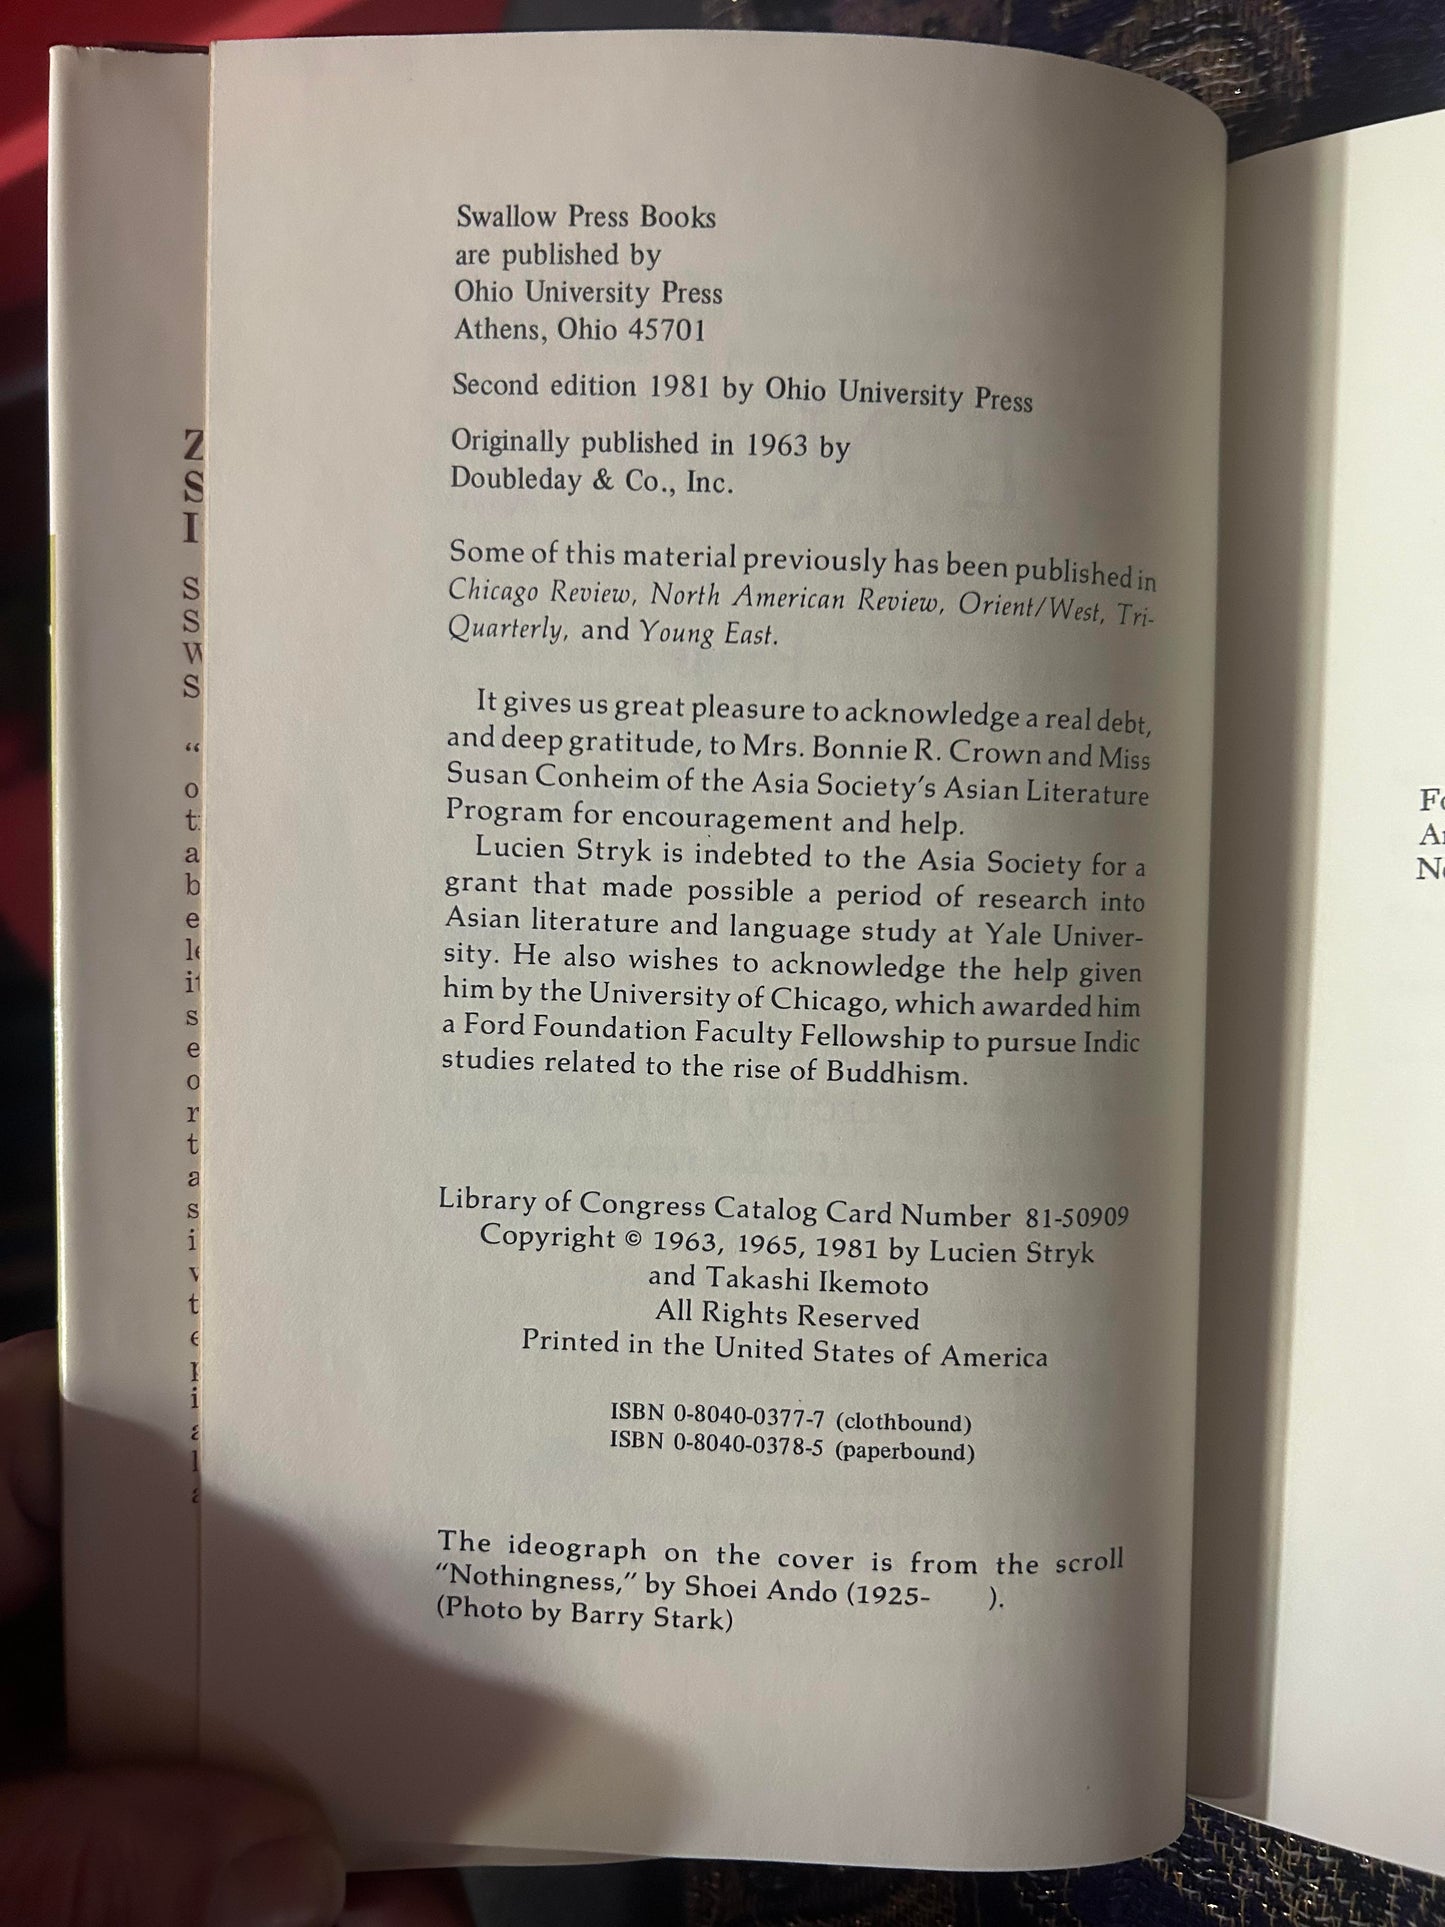 Swallow Press Books
are published by
Ohio University Press
Athens, Ohio 45701
Second edition 1981 by Ohio University Press
Originally published in 1963 by
Doubleday & Co., Inc.
Some of this material previously has been published in
Chicago Review, North American Review, Orient/West, Tri-
Quarterly, and Young East.
It gives us great pleasure to acknowledge a real debt,
and deep gratitude, to Mrs. Bonnie R. Crown and Miss
Susan Conheim of the Asia Society's Asian Literature
Program for encouragement and help.
Lucien Stryk is indebted to the Asia Society for a
grant that made possible a period of research into
Asian literature and language study at Yale Univer-
sity. He also wishes to acknowledge the help given
him by the University of Chicago, which awarded him
a Ford Foundation Faculty Fellowship to pursue Indic
studies related to the rise of Buddhism.
Library of Congress Catalog Card Number 81-50909
Copyright © 1963, 1965, 1981 by Lucien Stryk
and Takashi Ikemoto
All Rights Reserved
Printed in the United States of America
ISBN 0-8040-0377-7 (clothbound)
ISBN 0-8040-0378-5 (paperbound)
The ideograph on the cover is from the scroll
“Nothingness,” by Shoei Ando (1925-    ).
(Photo by Barry Stark)